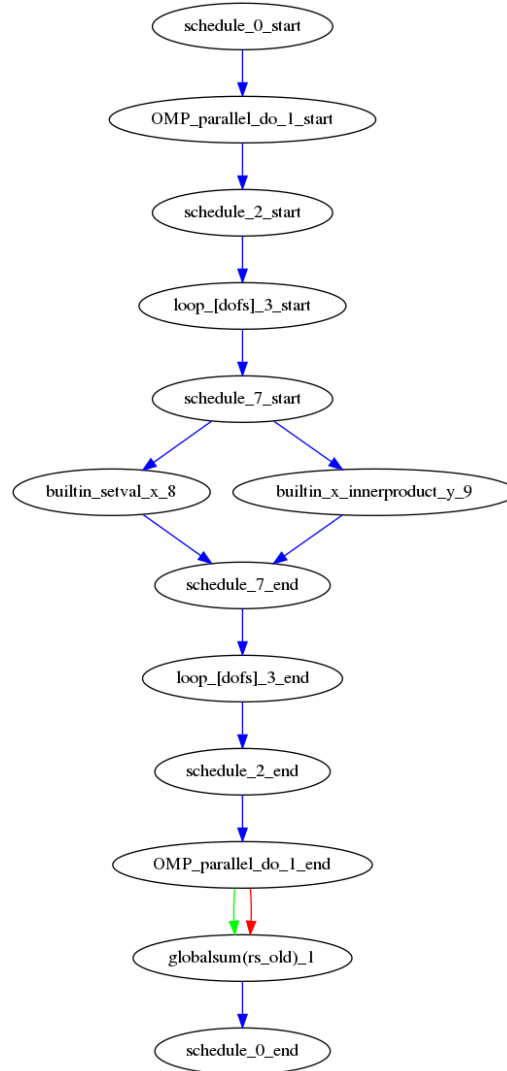 schedule_0_start
OMP_parallel_do_1_start
schedule_2_start
loop_[dofs]_3_start
schedule_7_start
builtin_setval_x_8
builtin_x_innerproduct_y_9
schedule_7_end
loop_[dofs]_3_end
schedule_2_end
OMP_parallel_do_1_end
globalsum(rs_old)_1
schedule_0_end